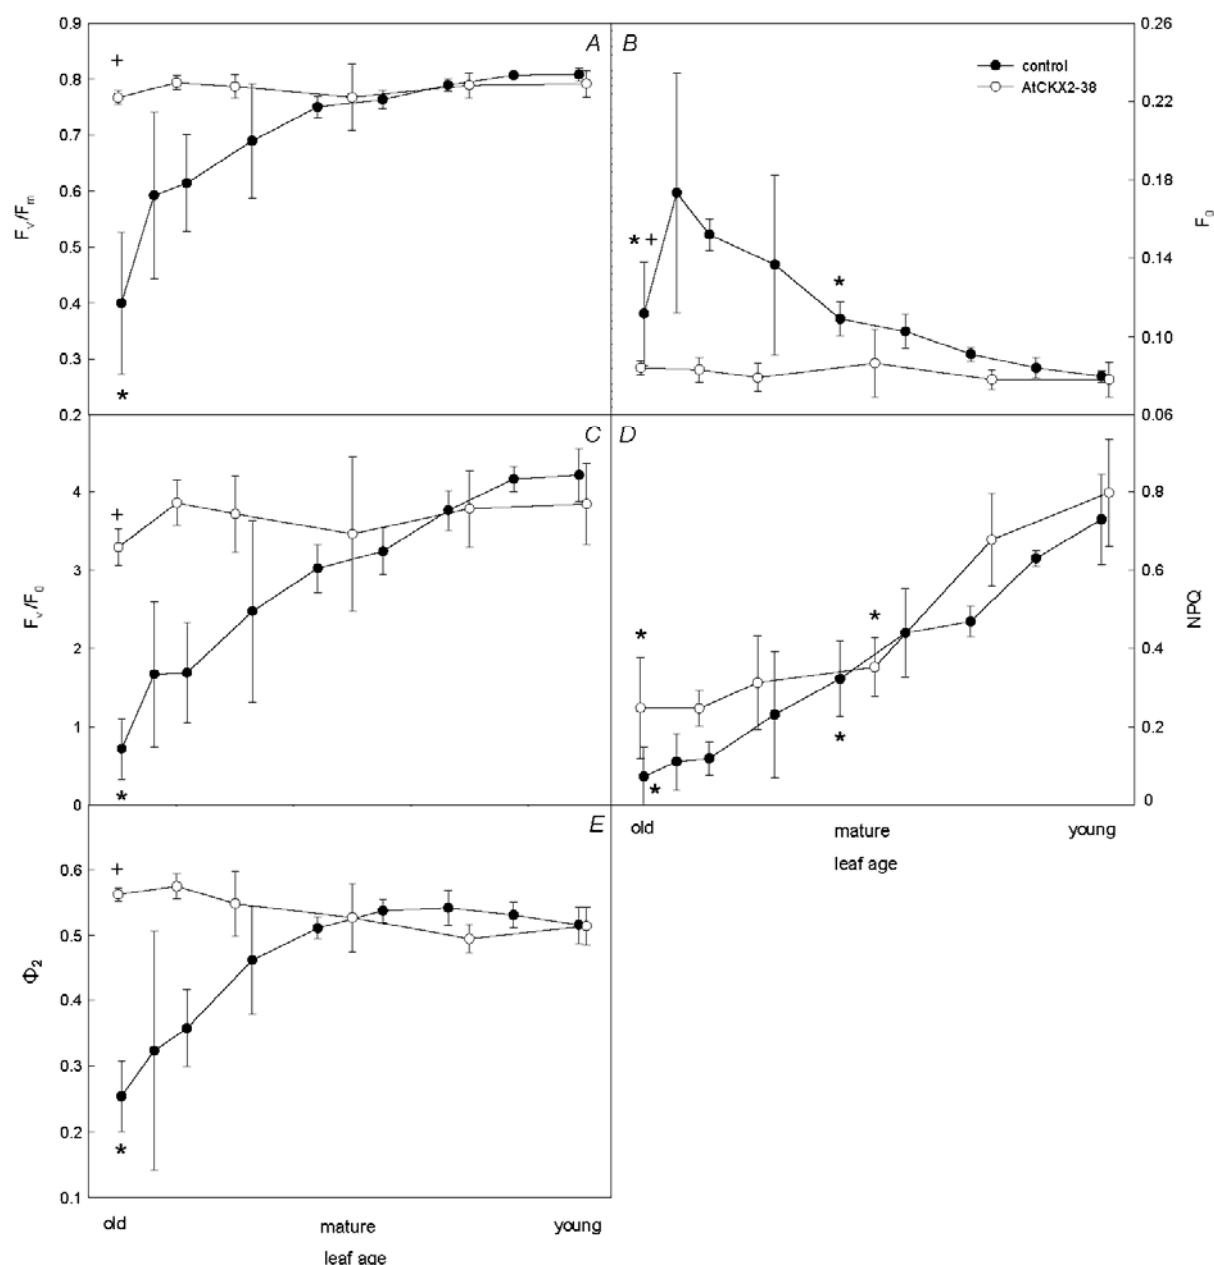 0.9
0.8
0.7
0.6
0.5
0.4
0.3
0.2
Fv/Fm
A
+
*
B
control
AtCKX2-38
* +
*
0.26
0.22
0.18
0.14
0.10
0.06
F0
C
+
*
4
3
2
1
0
Fv/F0
D
*
*
*
*
0.8
0.6
0.4
0.2
0
NPQ
old mature young
leaf age
E
+
*
0.6
0.5
0.4
0.3
0.2
0.1
Φ2
old mature young
leaf age